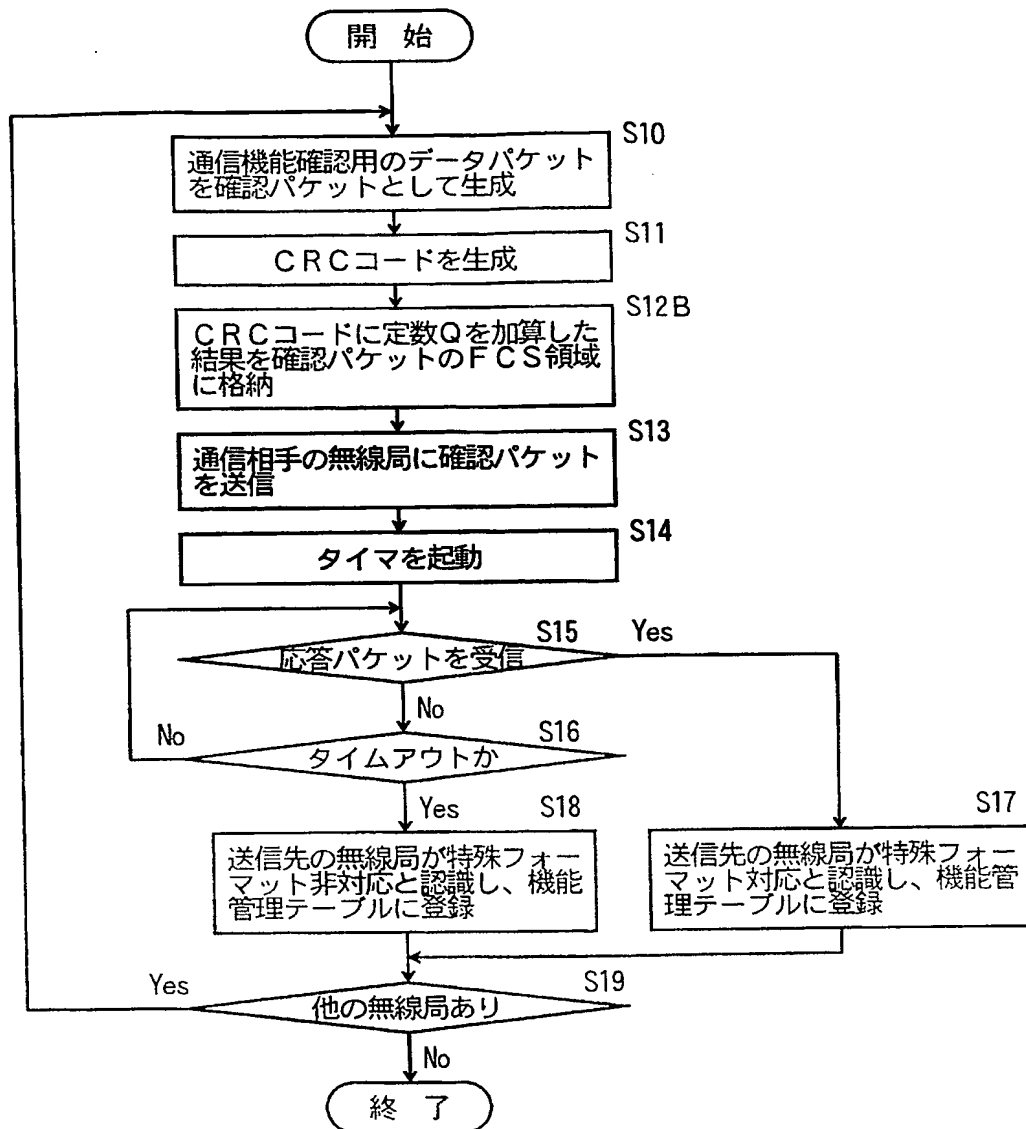 開 始
S10
通信機能確認用のデータパケット
を確認パケットとして生成
S11
CRCコードを生成
S12B
CRCコードに定数Qを加算した
結果を確認パケットのFCS領域
に格納
S13
通信相手の無線局に確認パケット
を送信
S14
タイマを起動
S15
Yes
応答パケットを受信
No
No
S16
タイムアウトか
Yes
S18
S17
送信先の無線局が特殊フォー
マット非対応と認識し、機能
管理テーブルに登録
送信先の無線局が特殊フォー
マット対応と認識し、機能管
理テーブルに登録
Yes
S19
他の無線局あり
No
終 了